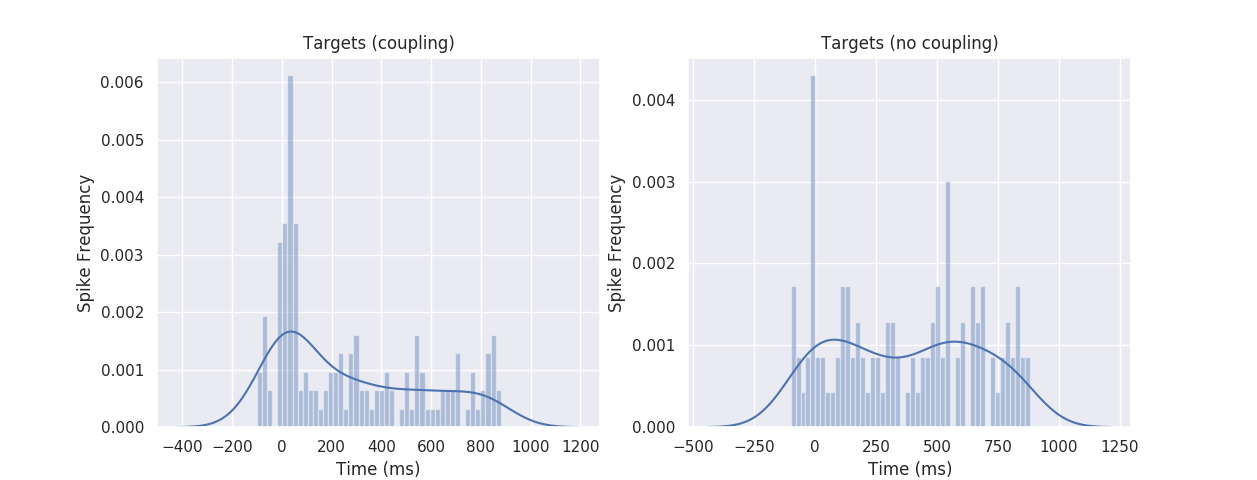 Targets (coupling)
Spike Frequency
0.006
0.005
0.004
0.003
0.002
0.001
0.000
−400 −200 0 200 400 600 800 1000 1200
Time (ms)
Targets (no coupling)
Spike Frequency
0.004
0.003
0.002
0.001
0.000
−500 −250 0 250 500 750 1000 1250
Time (ms)